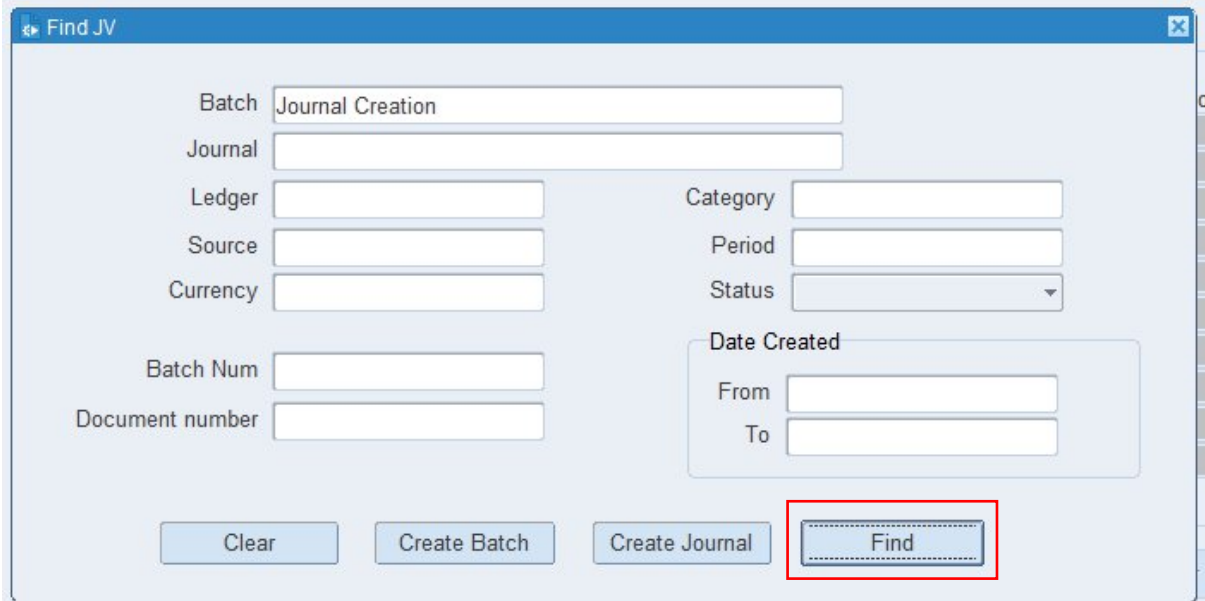 Find JV
Batch Journal Creation
Journal
Ledger Category
Source Period
Currency Status
Date Created
Batch Num
From
Document number
To
Clear Create Batch Create Journal Find